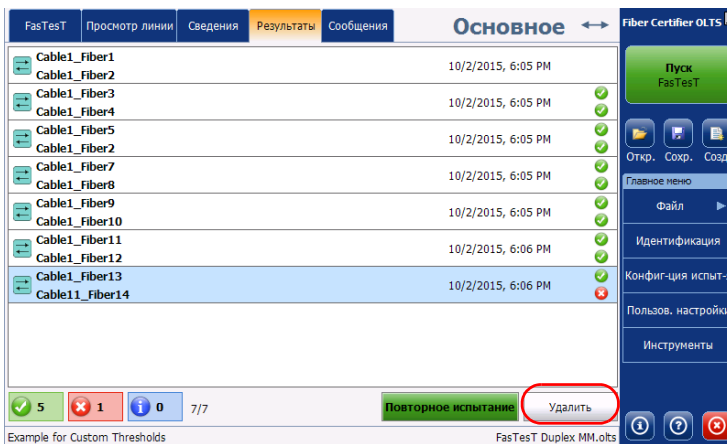 FasTesT Просмотр линии Сведения Результаты Сообщения Основное
Cable1_Fiber1
Cable1_Fiber2
10/2/2015, 6:05 PM
Cable1_Fiber3
Cable1_Fiber4
10/2/2015, 6:05 PM
Cable1_Fiber5
Cable1_Fiber2
10/2/2015, 6:05 PM
Cable1_Fiber7
Cable1_Fiber8
10/2/2015, 6:05 PM
Cable1_Fiber9
Cable1_Fiber10
10/2/2015, 6:05 PM
Cable1_Fiber11
Cable1_Fiber12
10/2/2015, 6:06 PM
Cable1_Fiber13
Cable11_Fiber14
10/2/2015, 6:06 PM
5 1 0 7/7 Повторное испытание Удалить
Example for Custom Thresholds FasTesT Duplex MM.olts
Fiber Certifier OLTS
Пуск
FasTesT
Откр. Сохр. Созд
Главное меню
Файл
Идентификация
Конфиг-ция испыт-
Пользов. настройки
Инструменты